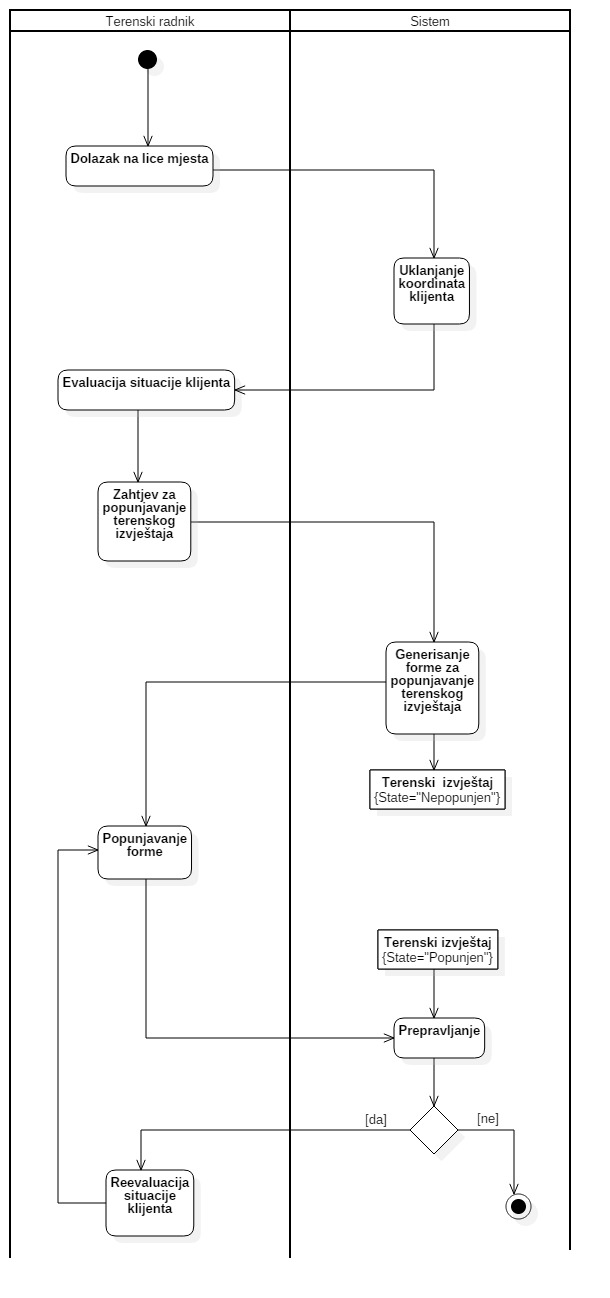 Terenski radnik
Sistem
Dolazak na lice mjesta
Uklanjanje
koordinata
klijenta
Evaluacija situacije klijenta
Zahtjev za
popunjavanje
terenskog
izvještaja
Generisanje
forme za
popunjavanje
terenskog
izvještaja
Terenski  izvještaj
{State="Nepopunjen"}
Popunjavanje
forme
Terenski izvještaj
{State="Popunjen"}
Prepravljanje
[da]
[ne]
Reevaluacija
situacije
klijenta